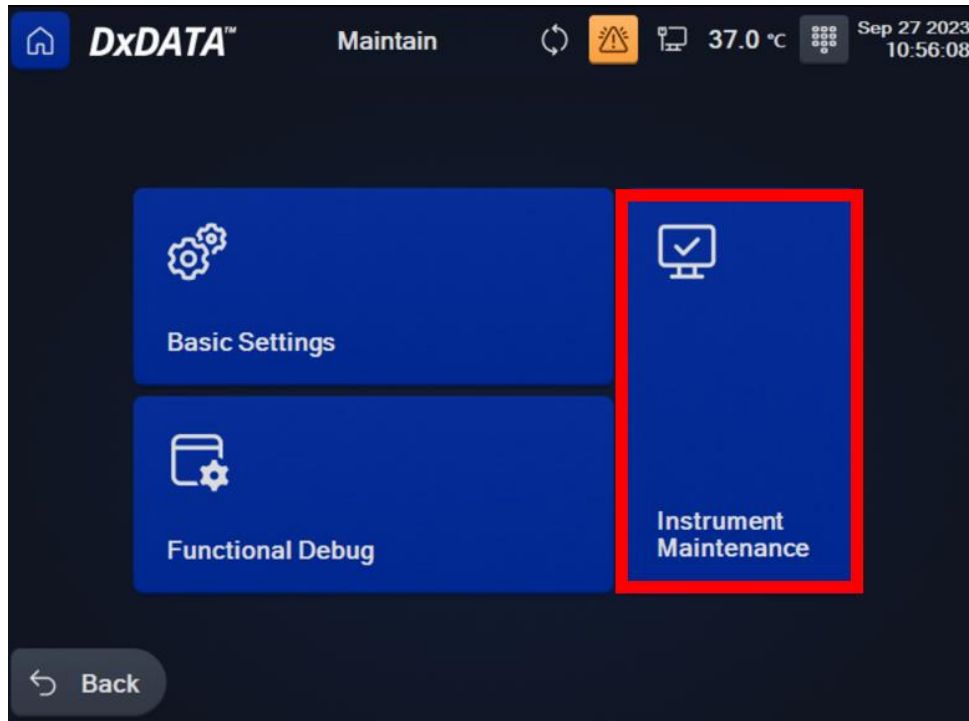 DxDATA™
Maintain
37.0 ℃
Sep 27 2023
10:56:08
Basic Settings
Functional Debug
Instrument
Maintenance
Back